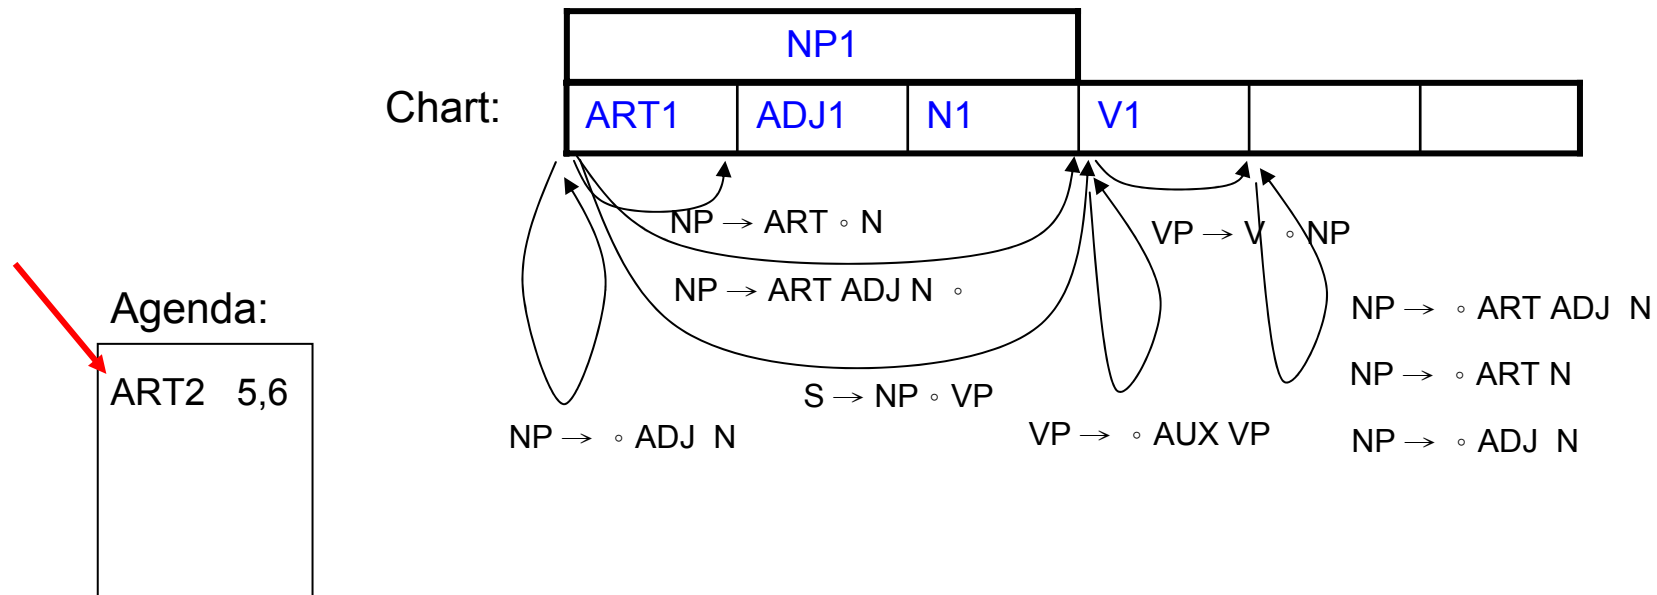 NP1
Chart:
ART1 ADJ1 N1 V1
NP → ART ◦ N
VP → V ◦ NP
NP → ART ADJ N ◦
Agenda:
NP → ◦ ART ADJ N
ART2 5,6
NP → ◦ ART N
S → NP ◦ VP
NP → ◦ ADJ N
VP → ◦ AUX VP
NP → ◦ ADJ N